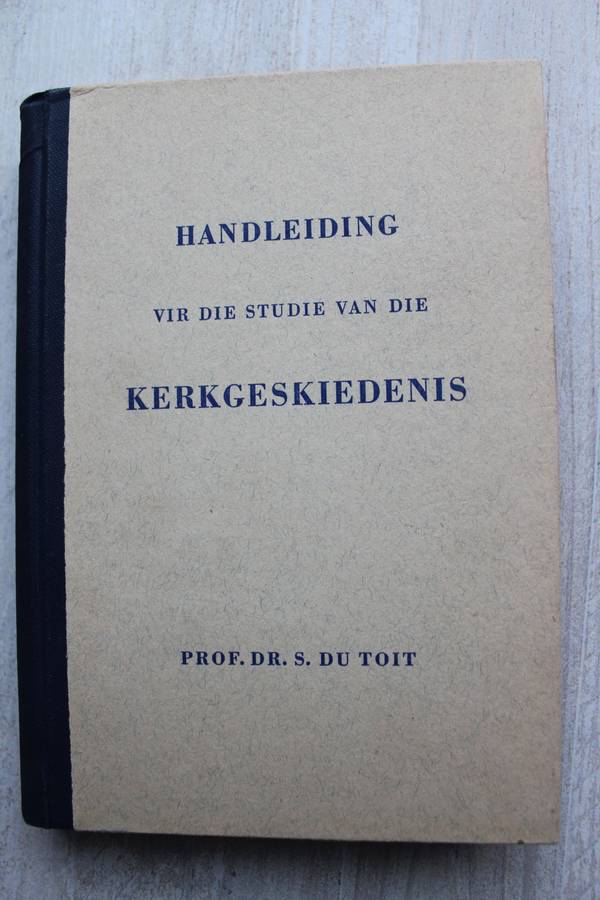 HANDLEIDING
VIR DIE STUDIE VAN DIE
KERKGESKIEDENIS
PROF. DR. S. DU TOIT